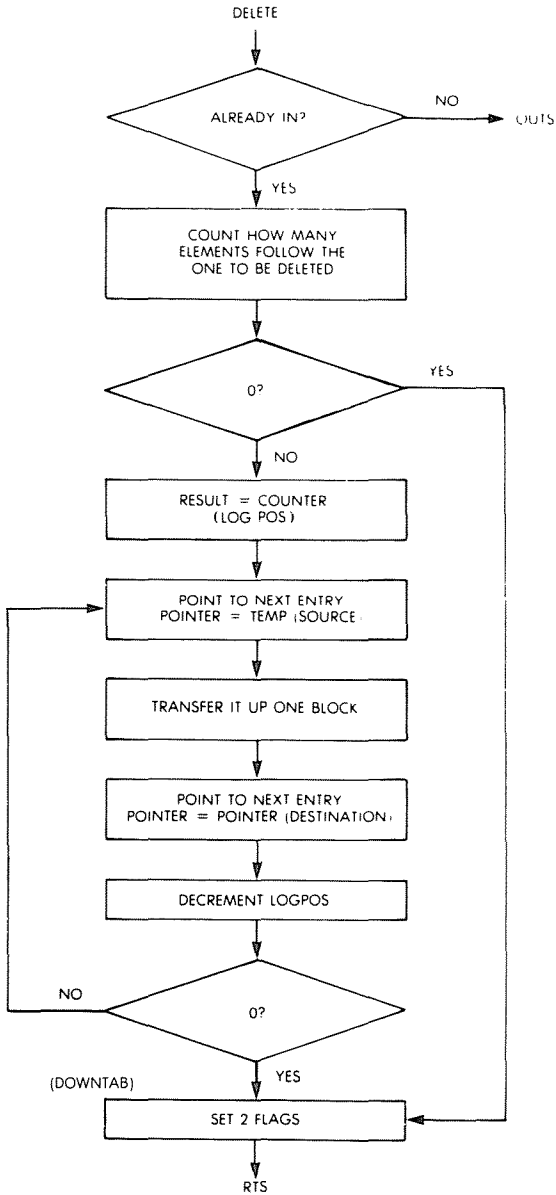 DELETE
ALREADY IN?
NO
OUTS
YES
COUNT HOW MANY
ELEMENTS FOLLOW THE
ONE TO BE DELETED
0?
YES
NO
RESULT = COUNTER
(LOG POS)
POINT TO NEXT ENTRY
POINTER = TEMP (SOURCE)
TRANSFER IT UP ONE BLOCK
POINT TO NEXT ENTRY
POINTER = POINTER (DESTINATION)
DECREMENT LOGPOS
0?
NO
YES
(DOWNTAB)
SET 2 FLAGS
RTS